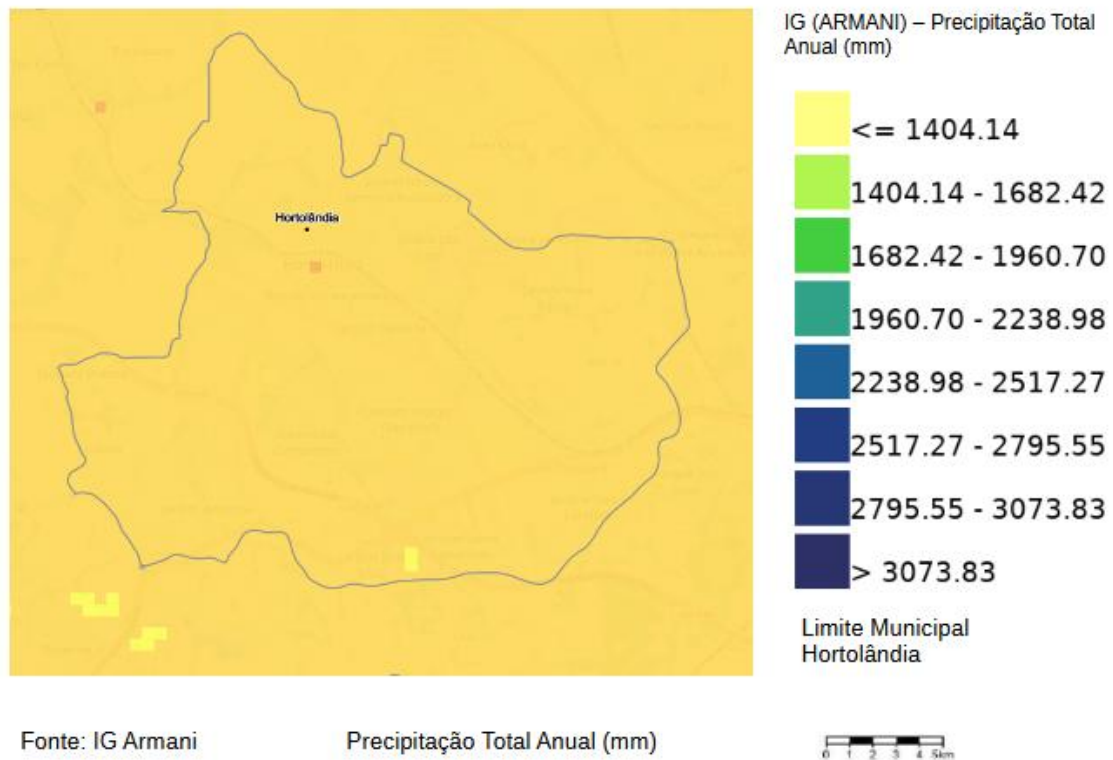 IG (ARMANI) – Precipitação Total
Anual (mm)
<= 1404.14
1404.14 - 1682.42
1682.42 - 1960.70
1960.70 - 2238.98
2238.98 - 2517.27
2517.27 - 2795.55
2795.55 - 3073.83
> 3073.83
Hortolândia
Limite Municipal
Hortolândia
Fonte: IG Armani
Precipitação Total Anual (mm)
0 1 2 3 4 5km